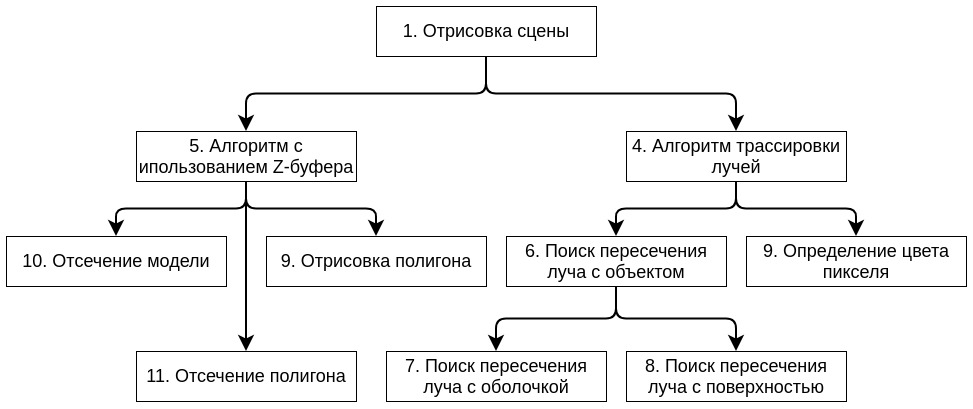 1. Отрисовка сцены
5. Алгоритм с
ипользованием Z-буфера
4. Алгоритм трассировки
лучей
10. Отсечение модели
9. Отрисовка полигона
6. Поиск пересечения
луча с объектом
9. Определение цвета
пикселя
11. Отсечение полигона
7. Поиск пересечения
луча с оболочкой
8. Поиск пересечения
луча с поверхностью